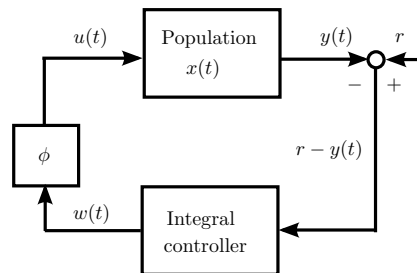 u(t)
Population
x(t)
y(t)
r
− +
ϕ
r − y(t)
w(t)
Integral
controller